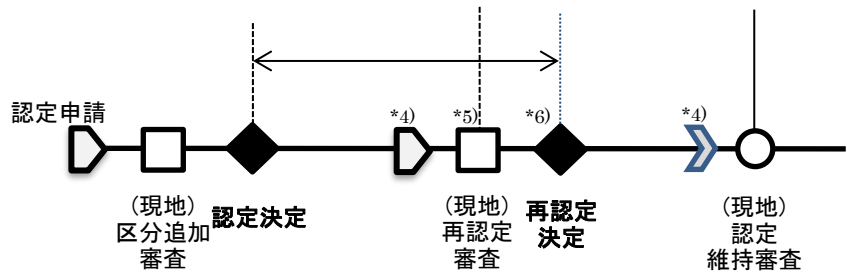 認定申請
*4)
*5)
*6)
*4)
(現地)
区分追加
審査
認定決定
(現地)
再認定
審査
再認定
決定
(現地)
認定
維持審査